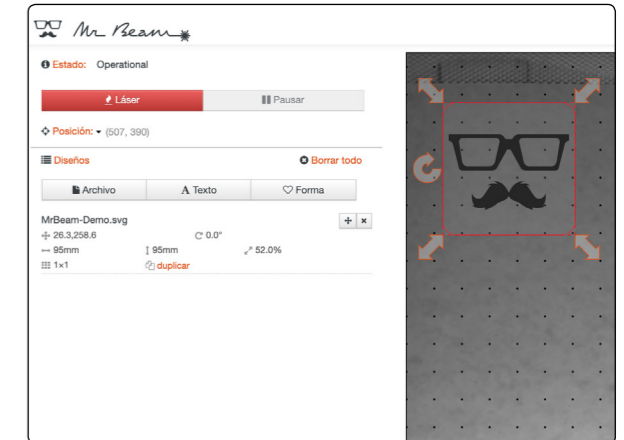 Mr Beam
Estado: Operational
Láser
Pausar
Posición: (507, 390)
Diseños
Borrar todo
Archivo
Texto
Forma
MrBeam-Demo.svg
26.3,258.6 0.0°
95mm 95mm 52.0%
1×1 duplicar